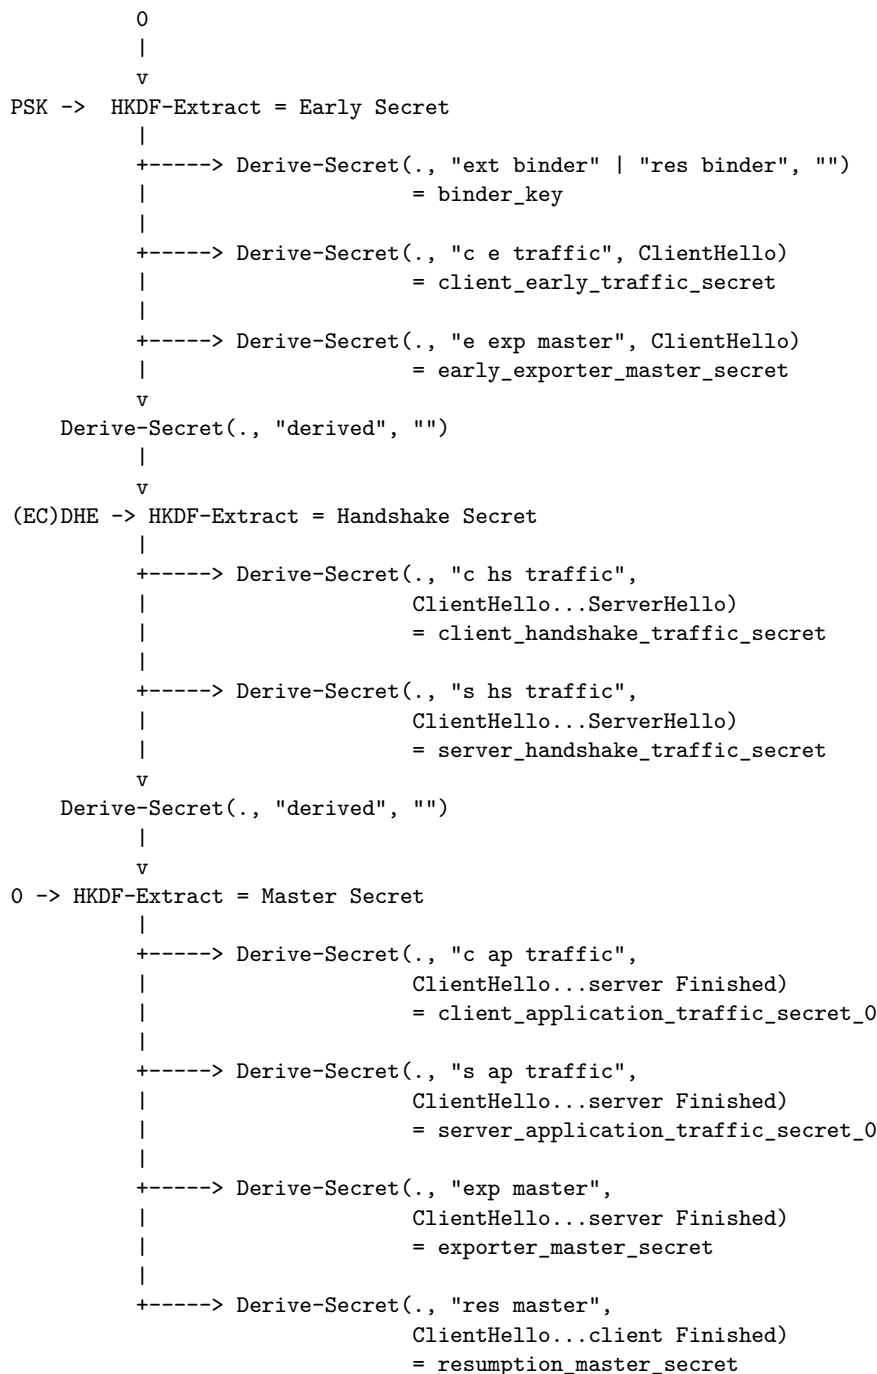 0
|
v
PSK -> HKDF-Extract = Early Secret
|
+-----> Derive-Secret(., "ext binder" | "res binder", "")
| = binder_key
|
+-----> Derive-Secret(., "c e traffic", ClientHello)
| = client_early_traffic_secret
|
+-----> Derive-Secret(., "e exp master", ClientHello)
| = early_exporter_master_secret
v
Derive-Secret(., "derived", "")
|
v
(EC)DHE -> HKDF-Extract = Handshake Secret
|
+-----> Derive-Secret(., "c hs traffic",
| ClientHello...ServerHello)
| = client_handshake_traffic_secret
|
+-----> Derive-Secret(., "s hs traffic",
| ClientHello...ServerHello)
| = server_handshake_traffic_secret
v
Derive-Secret(., "derived", "")
|
v
0 -> HKDF-Extract = Master Secret
|
+-----> Derive-Secret(., "c ap traffic",
| ClientHello...server Finished)
| = client_application_traffic_secret_0
|
+-----> Derive-Secret(., "s ap traffic",
| ClientHello...server Finished)
| = server_application_traffic_secret_0
|
+-----> Derive-Secret(., "exp master",
| ClientHello...server Finished)
| = exporter_master_secret
|
+-----> Derive-Secret(., "res master",
ClientHello...client Finished)
= resumption_master_secret